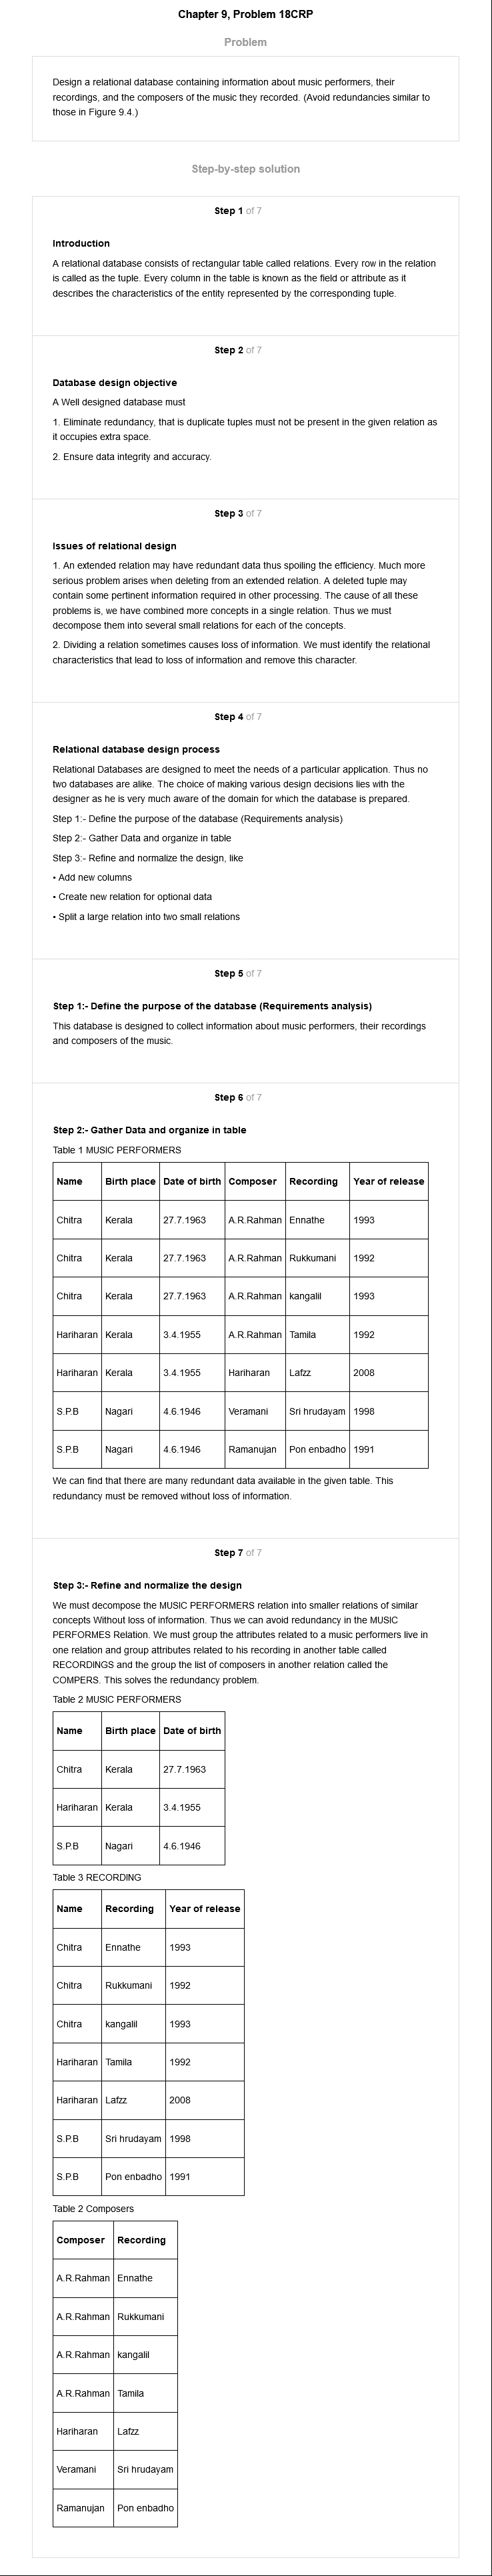 Chapter 9, Problem 18CRP
Problem
Design a relational database containing information about music performers, their
recordings, and the composers of the music they recorded. (Avoid redundancies similar to
those in Figure 9.4.)
Step-by-step solution
Step 1 of 7
Introduction
A relational database consists of rectangular table called relations. Every row in the relation
is called as the tuple. Every column in the table is known as the field or attribute as it
describes the characteristics of the entity represented by the corresponding tuple.
Step 2 of 7
Database design objective
A Well designed database must
1. Eliminate redundancy, that is duplicate tuples must not be present in the given relation as
it occupies extra space.
2. Ensure data integrity and accuracy.
Step 3 of 7
Issues of relational design
1. An extended relation may have redundant data thus spoiling the efficiency. Much more
serious problem arises when deleting from an extended relation. A deleted tuple may
contain some pertinent information required in other processing. The cause of all these
problems is, we have combined more concepts in a single relation. Thus we must
decompose them into several small relations for each of the concepts.
2. Dividing a relation sometimes causes loss of information. We must identify the relational
characteristics that lead to loss of information and remove this character.
Step 4 of 7
Relational database design process
Relational Databases are designed to meet the needs of a particular application. Thus no
two databases are alike. The choice of making various design decisions lies with the
designer as he is very much aware of the domain for which the database is prepared.
Step 1:- Define the purpose of the database (Requirements analysis)
Step 2:- Gather Data and organize in table
Step 3:- Refine and normalize the design, like
• Add new columns
• Create new relation for optional data
• Split a large relation into two small relations
Step 5 of 7
Step 1:- Define the purpose of the database (Requirements analysis)
This database is designed to collect information about music performers, their recordings
and composers of the music.
Step 6 of 7
Step 2:- Gather Data and organize in table
Table 1 MUSIC PERFORMERS
Name Birth place Date of birth Composer Recording Year of release
Chitra Kerala 27.7.1963 A.R.Rahman Ennathe 1993
Chitra Kerala 27.7.1963 A.R.Rahman Rukkumani 1992
Chitra Kerala 27.7.1963 A.R.Rahman kangalil 1993
Hariharan Kerala 3.4.1955 A.R.Rahman Tamila 1992
Hariharan Kerala 3.4.1955 Hariharan Lafzz 2008
S.P.B Nagari 4.6.1946 Veramani Sri hrudayam 1998
S.P.B Nagari 4.6.1946 Ramanujan Pon enbadho 1991
We can find that there are many redundant data available in the given table. This
redundancy must be removed without loss of information.
Step 7 of 7
Step 3:- Refine and normalize the design
We must decompose the MUSIC PERFORMERS relation into smaller relations of similar
concepts Without loss of information. Thus we can avoid redundancy in the MUSIC
PERFORMES Relation. We must group the attributes related to a music performers live in
one relation and group attributes related to his recording in another table called
RECORDINGS and the group the list of composers in another relation called the
COMPERS. This solves the redundancy problem.
Table 2 MUSIC PERFORMERS
Name Birth place Date of birth
Chitra Kerala 27.7.1963
Hariharan Kerala 3.4.1955
S.P.B Nagari 4.6.1946
Table 3 RECORDING
Name Recording Year of release
Chitra Ennathe 1993
Chitra Rukkumani 1992
Chitra kangalil 1993
Hariharan Tamila 1992
Hariharan Lafzz 2008
S.P.B Sri hrudayam 1998
S.P.B Pon enbadho 1991
Table 2 Composers
Composer Recording
A.R.Rahman Ennathe
A.R.Rahman Rukkumani
A.R.Rahman kangalil
A.R.Rahman Tamila
Hariharan Lafzz
Veramani Sri hrudayam
Ramanujan Pon enbadho